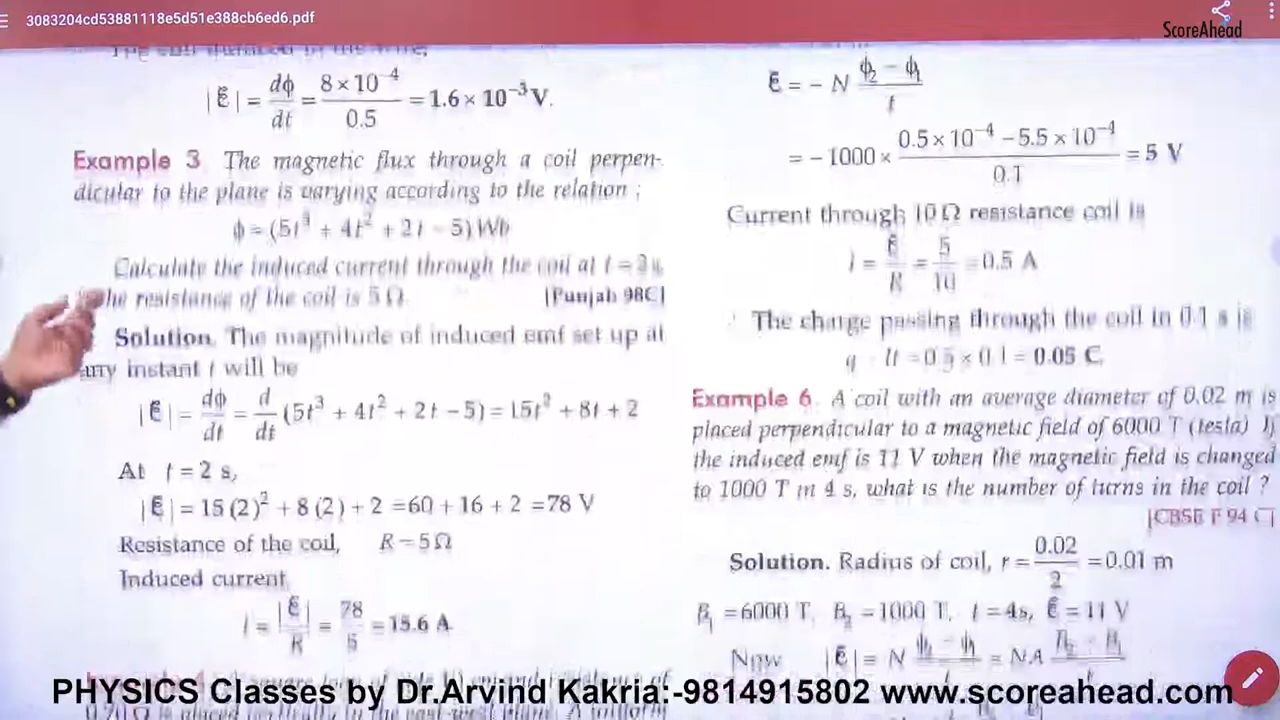 3083204cd53881118e5d51e388cb6ed6.pdf
ScoreAhead
|ℰ| = dφ/dt = 8 × 10⁻⁴/0.5 = 1.6 × 10⁻³ V.
Example 3. The magnetic flux through a coil perpen-
dicular to the plane is varying according to the relation ;
φ = (5t³ + 4t² + 2t − 5) Wb
Calculate the induced current through the coil at t = 2 s,
the resistance of the coil is 5 Ω. [Punjab 98C]
Solution. The magnitude of induced emf set up at
any instant t will be
|ℰ| = dφ/dt = d/dt (5t³ + 4t² + 2t − 5) = 15t² + 8t + 2
At t = 2 s,
|ℰ| = 15 (2)² + 8 (2) + 2 = 60 + 16 + 2 = 78 V
Resistance of the coil, R = 5 Ω
Induced current,
I = |ℰ|/R = 78/5 = 15.6 A
ℰ = − N (φ₂ − φ₁)/t
= − 1000 × (0.5 × 10⁻⁴ − 5.5 × 10⁻⁴)/0.1 = 5 V
Current through 10 Ω resistance coil is
I = ℰ/R = 5/10 = 0.5 A
∴ The charge passing through the coil in 0.1 s is
q = It = 0.5 × 0.1 = 0.05 C.
Example 6. A coil with an average diameter of 0.02 m is
placed perpendicular to a magnetic field of 6000 T (tesla) If
the induced emf is 11 V when the magnetic field is changed
to 1000 T in 4 s, what is the number of turns in the coil ?
[CBSE F 94 C]
Solution. Radius of coil, r = 0.02/2 = 0.01 m
B₁ = 6000 T, B₂ = 1000 T, t = 4s, ℰ = 11 V
Now |ℰ| = N (φ₂ − φ₁)/t = NA (B₂ − B₁)/t
PHYSICS Classes by Dr.Arvind Kakria:-9814915802 www.scoreahead.com